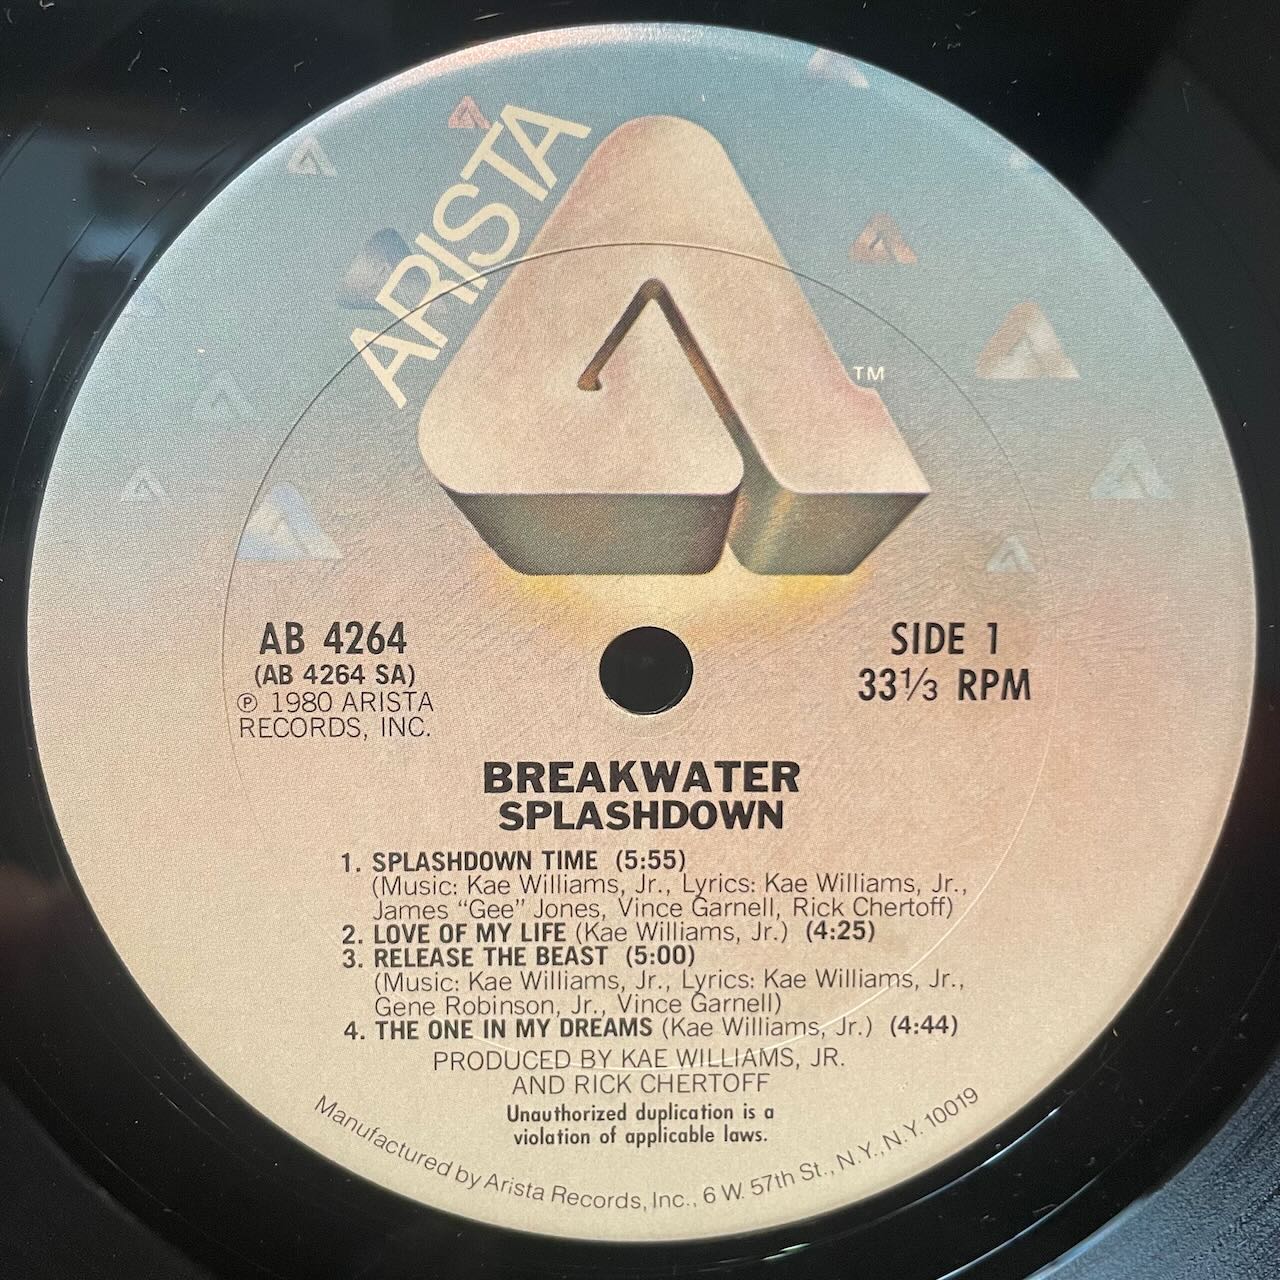 ARISTA
TM
AB 4264
(AB 4264 SA)
℗ 1980 ARISTA
RECORDS, INC.
SIDE 1
33⅓ RPM
BREAKWATER
SPLASHDOWN
1. SPLASHDOWN TIME (5:55)
(Music: Kae Williams, Jr., Lyrics: Kae Williams, Jr.,
James “Gee” Jones, Vince Garnell, Rick Chertoff)
2. LOVE OF MY LIFE (Kae Williams, Jr.) (4:25)
3. RELEASE THE BEAST (5:00)
(Music: Kae Williams, Jr., Lyrics: Kae Williams, Jr.,
Gene Robinson, Jr., Vince Garnell)
4. THE ONE IN MY DREAMS (Kae Williams, Jr.) (4:44)
PRODUCED BY KAE WILLIAMS, JR.
AND RICK CHERTOFF
Unauthorized duplication is a
violation of applicable laws.
Manufactured by Arista Records, Inc., 6 W. 57th St., N.Y., N.Y. 10019